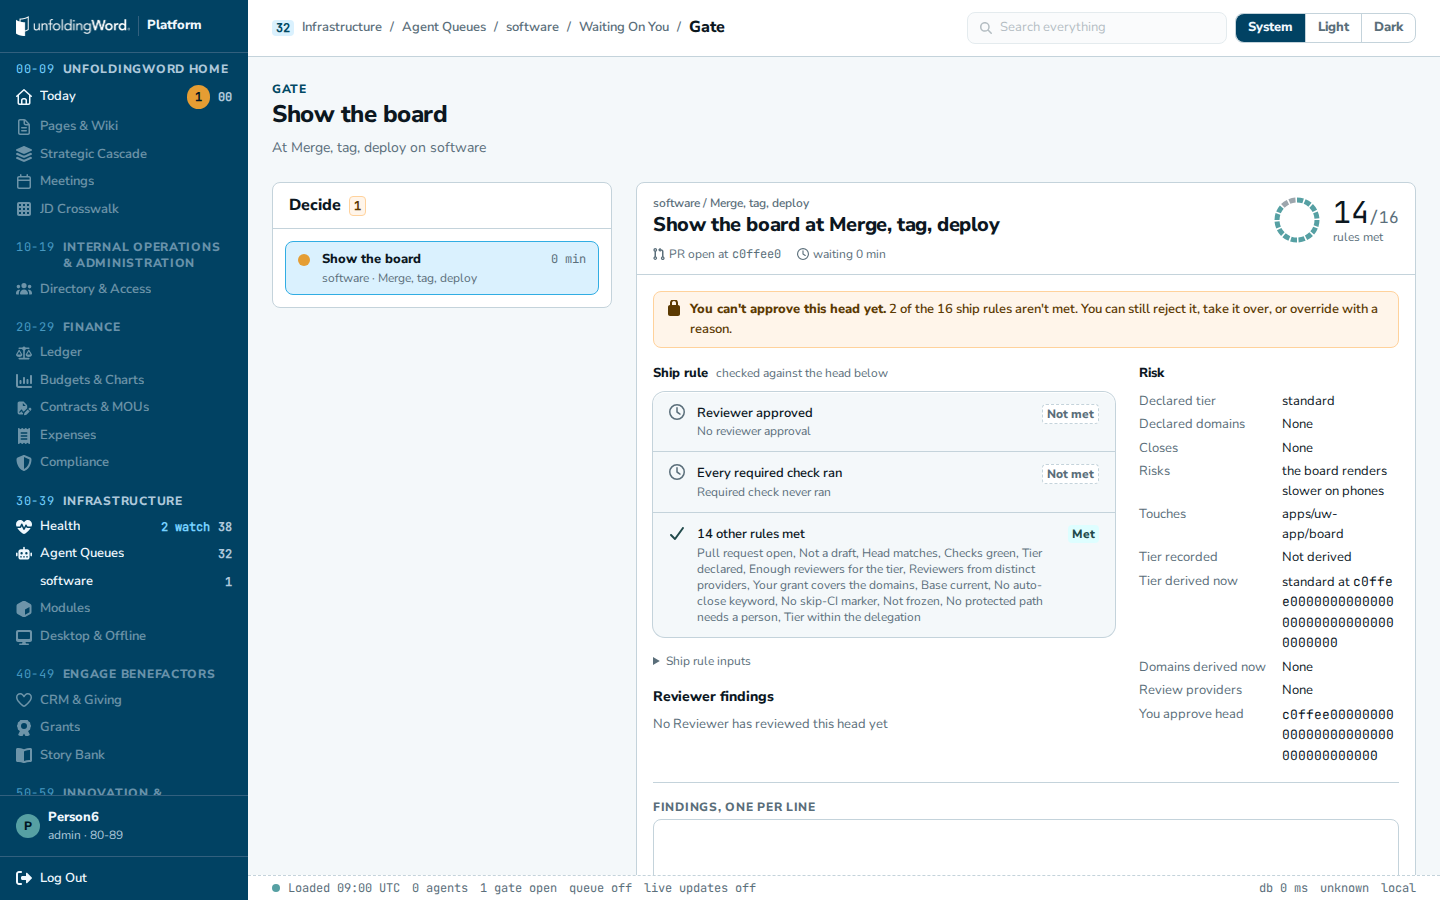 unfoldingWord Platform
00-09 UNFOLDINGWORD HOME
Today 1 00
Pages & Wiki
Strategic Cascade
Meetings
JD Crosswalk
10-19 INTERNAL OPERATIONS
& ADMINISTRATION
Directory & Access
20-29 FINANCE
Ledger
Budgets & Charts
Contracts & MOUs
Expenses
Compliance
30-39 INFRASTRUCTURE
Health 2 watch 38
Agent Queues 32
software 1
Modules
Desktop & Offline
40-49 ENGAGE BENEFACTORS
CRM & Giving
Grants
Story Bank
50-59 INNOVATION &
P Person6
admin · 80-89
Log Out
32 Infrastructure / Agent Queues / software / Waiting On You / Gate
Search everything
System Light Dark
GATE
Show the board
At Merge, tag, deploy on software
Decide 1
Show the board 0 min
software · Merge, tag, deploy
software / Merge, tag, deploy
Show the board at Merge, tag, deploy
PR open at c0ffee0 waiting 0 min
14/16
rules met
You can't approve this head yet. 2 of the 16 ship rules aren't met. You can still reject it, take it over, or override with a
reason.
Ship rule checked against the head below
Reviewer approved Not met
No reviewer approval
Every required check ran Not met
Required check never ran
14 other rules met Met
Pull request open, Not a draft, Head matches, Checks green, Tier
declared, Enough reviewers for the tier, Reviewers from distinct
providers, Your grant covers the domains, Base current, No auto-
close keyword, No skip-CI marker, Not frozen, No protected path
needs a person, Tier within the delegation
Ship rule inputs
Reviewer findings
No Reviewer has reviewed this head yet
Risk
Declared tier standard
Declared domains None
Closes None
Risks the board renders
slower on phones
Touches apps/uw-
app/board
Tier recorded Not derived
Tier derived now standard at c0ffe
e0000000000000
00000000000000
0000000
Domains derived now None
Review providers None
You approve head c0ffee00000000
00000000000000
000000000000
FINDINGS, ONE PER LINE
Loaded 09:00 UTC 0 agents 1 gate open queue off live updates off
db 0 ms unknown local